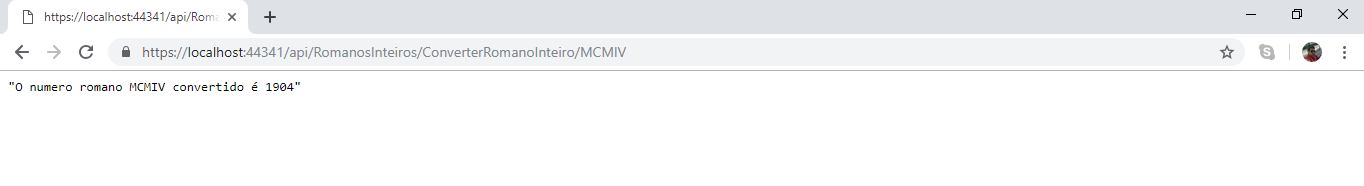 https://localhost:44341/api/Roma
https://localhost:44341/api/RomanosInteiros/ConverterRomanoInteiro/MCMIV
"O numero romano MCMIV convertido é 1904"